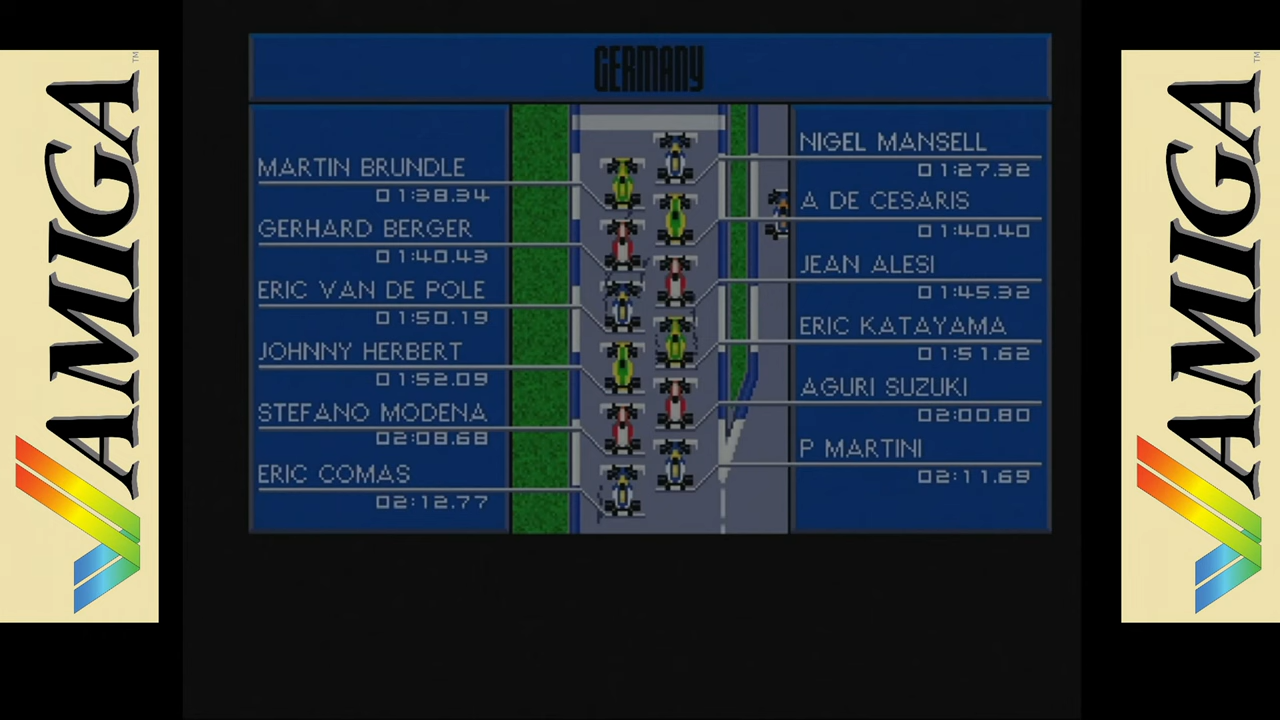 AMIGA
TM
GERMANY
NIGEL MANSELL
01:27.32
MARTIN BRUNDLE
01:38.34
A DE CESARIS
01:40.40
GERHARD BERGER
01:40.43
JEAN ALESI
01:45.32
ERIC VAN DE POLE
01:50.19
ERIC KATAYAMA
01:51.62
JOHNNY HERBERT
01:52.09
AGURI SUZUKI
02:00.80
STEFANO MODENA
02:08.68
P MARTINI
02:11.69
ERIC COMAS
02:12.77
AMIGA
TM